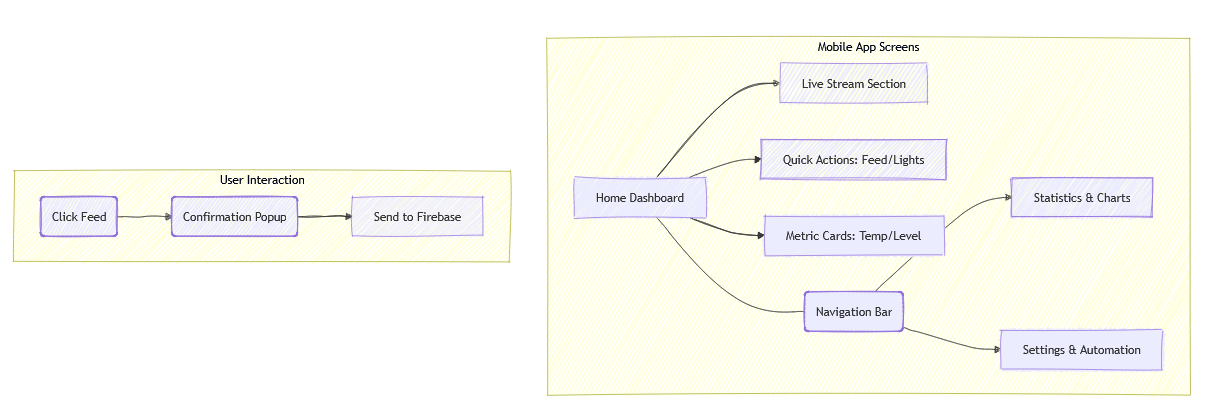 User Interaction
Click Feed
Confirmation Popup
Send to Firebase
Mobile App Screens
Live Stream Section
Quick Actions: Feed/Lights
Home Dashboard
Statistics & Charts
Metric Cards: Temp/Level
Navigation Bar
Settings & Automation